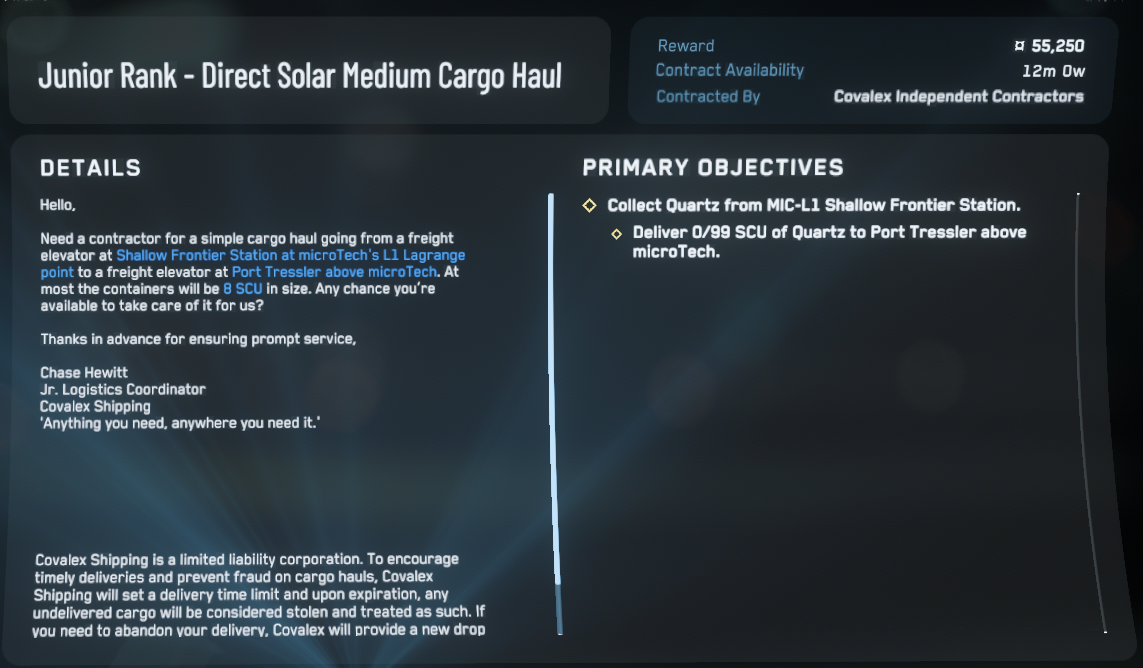 Junior Rank - Direct Solar Medium Cargo Haul
Reward ¤ 55,250
Contract Availability 12m 0w
Contracted By Covalex Independent Contractors
DETAILS
Hello,
Need a contractor for a simple cargo haul going from a freight
elevator at Shallow Frontier Station at microTech's L1 Lagrange
point to a freight elevator at Port Tressler above microTech. At
most the containers will be 8 SCU in size. Any chance you're
available to take care of it for us?
Thanks in advance for ensuring prompt service,
Chase Hewitt
Jr. Logistics Coordinator
Covalex Shipping
'Anything you need, anywhere you need it.'
Covalex Shipping is a limited liability corporation. To encourage
timely deliveries and prevent fraud on cargo hauls, Covalex
Shipping will set a delivery time limit and upon expiration, any
undelivered cargo will be considered stolen and treated as such. If
you need to abandon your delivery, Covalex will provide a new drop
PRIMARY OBJECTIVES
Collect Quartz from MIC-L1 Shallow Frontier Station.
Deliver 0/99 SCU of Quartz to Port Tressler above
microTech.